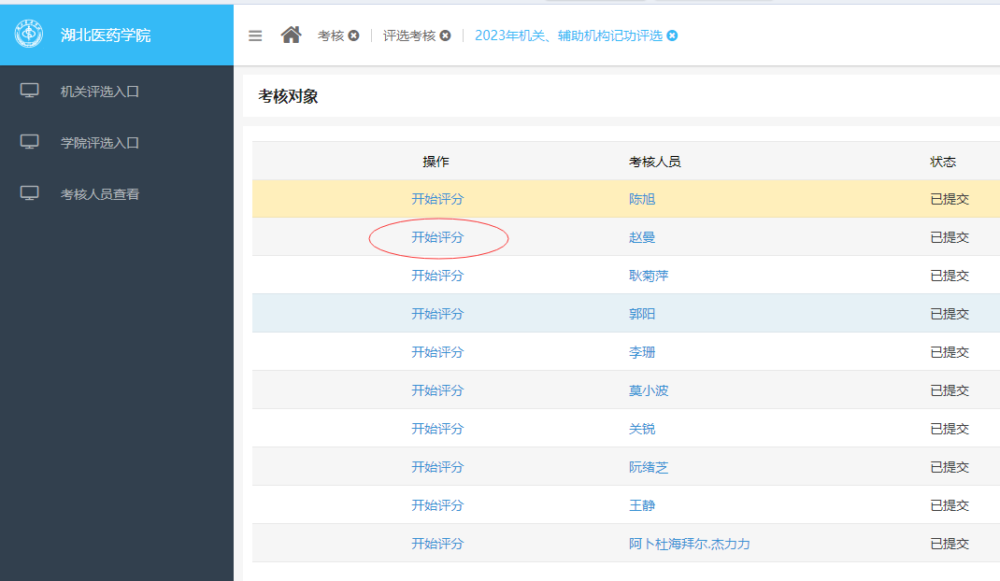 湖北医药学院
考核 评选考核 2023年机关、辅助机构记功评选
机关评选入口
学院评选入口
考核人员查看
考核对象
操作 考核人员 状态
开始评分 陈旭 已提交
开始评分 赵曼 已提交
开始评分 耿菊萍 已提交
开始评分 郭阳 已提交
开始评分 李珊 已提交
开始评分 莫小波 已提交
开始评分 关锐 已提交
开始评分 阮绪芝 已提交
开始评分 王静 已提交
开始评分 阿卜杜海拜尔.杰力力 已提交